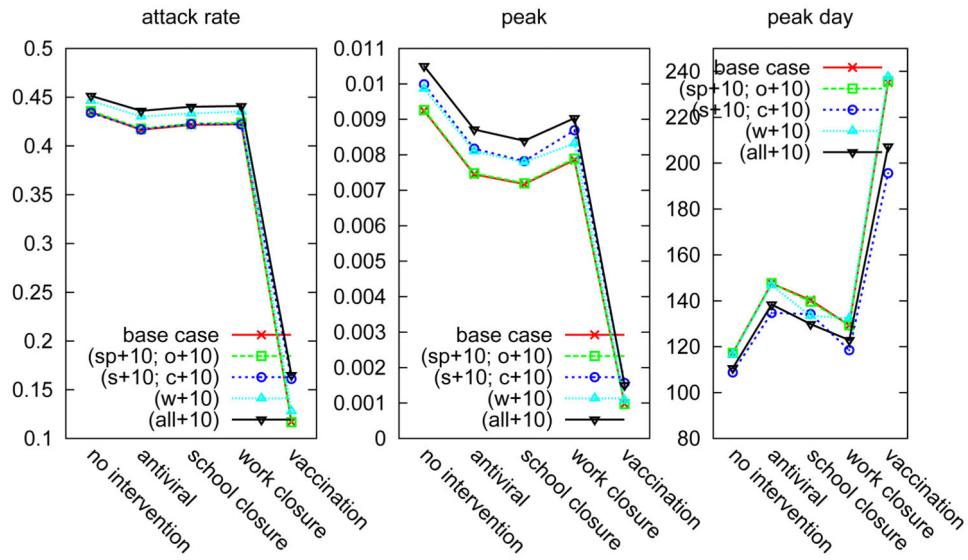 attack rate
0.5
0.45
0.4
0.35
0.3
0.25
0.2
0.15
0.1
base case
(sp+10; o+10)
(s+10; c+10)
(w+10)
(all+10)
no intervention
antiviral
school closure
work closure
vaccination
peak
0.011
0.01
0.009
0.008
0.007
0.006
0.005
0.004
0.003
0.002
0.001
0
base case
(sp+10; o+10)
(s+10; c+10)
(w+10)
(all+10)
no intervention
antiviral
school closure
work closure
vaccination
peak day
240
220
200
180
160
140
120
100
80
base case
(sp+10; o+10)
(s+10; c+10)
(w+10)
(all+10)
no intervention
antiviral
school closure
work closure
vaccination